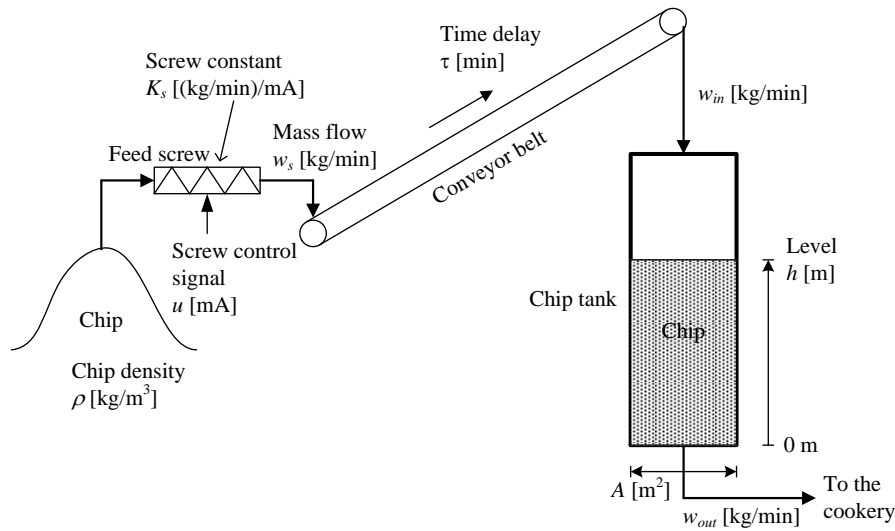 Screw constant
Kₛ [(kg/min)/mA]
Time delay
τ [min]
w_in [kg/min]
Mass flow
wₛ [kg/min]
Feed screw
Conveyor belt
Screw control
signal
u [mA]
Level
h [m]
Chip tank
Chip
Chip
Chip density
ρ [kg/m³]
0 m
A [m²]
To the
cookery
w_out [kg/min]